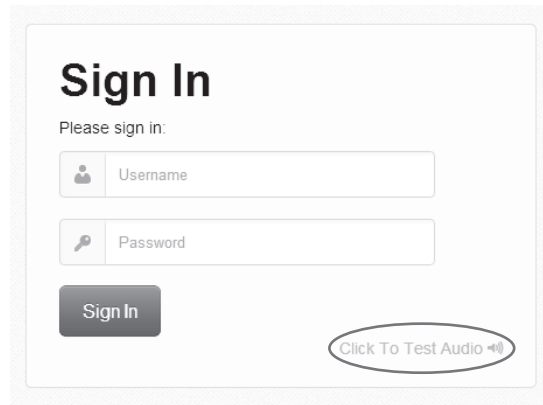 Sign In
Please sign in:
Username
Password
Sign In
Click To Test Audio